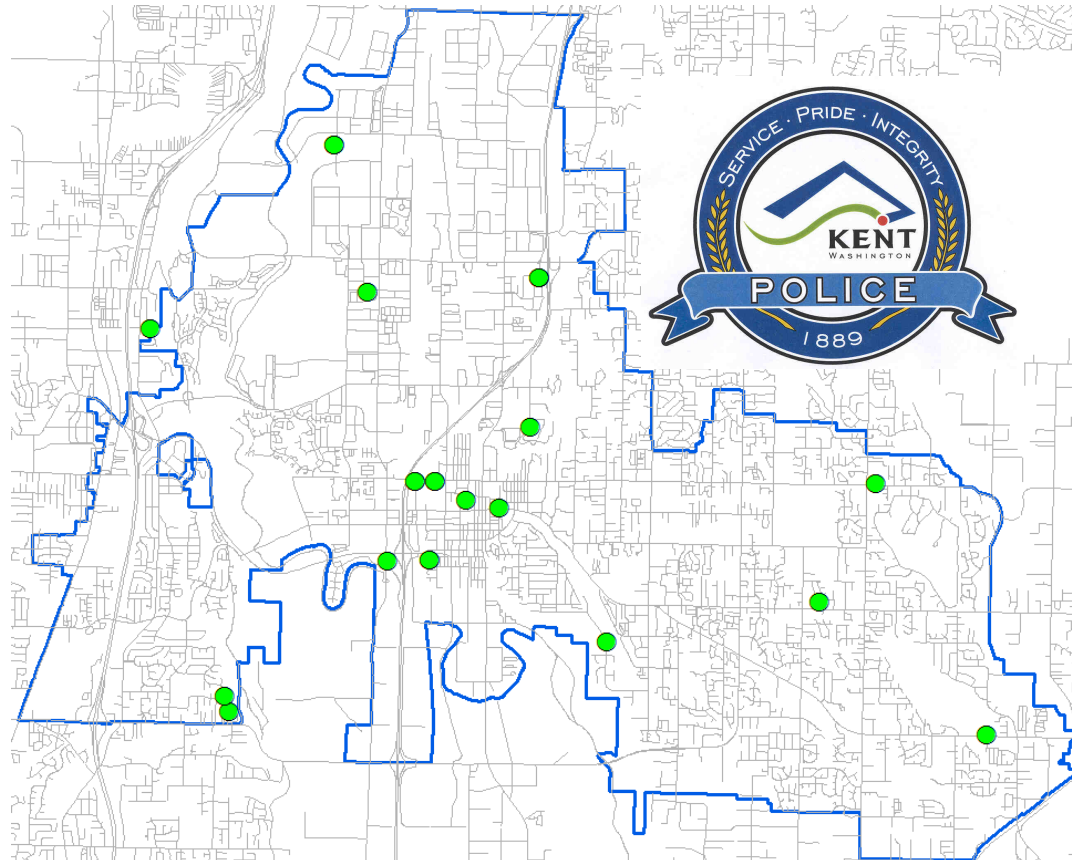 SERVICE · PRIDE · INTEGRITY
KENT
WASHINGTON
POLICE
1889